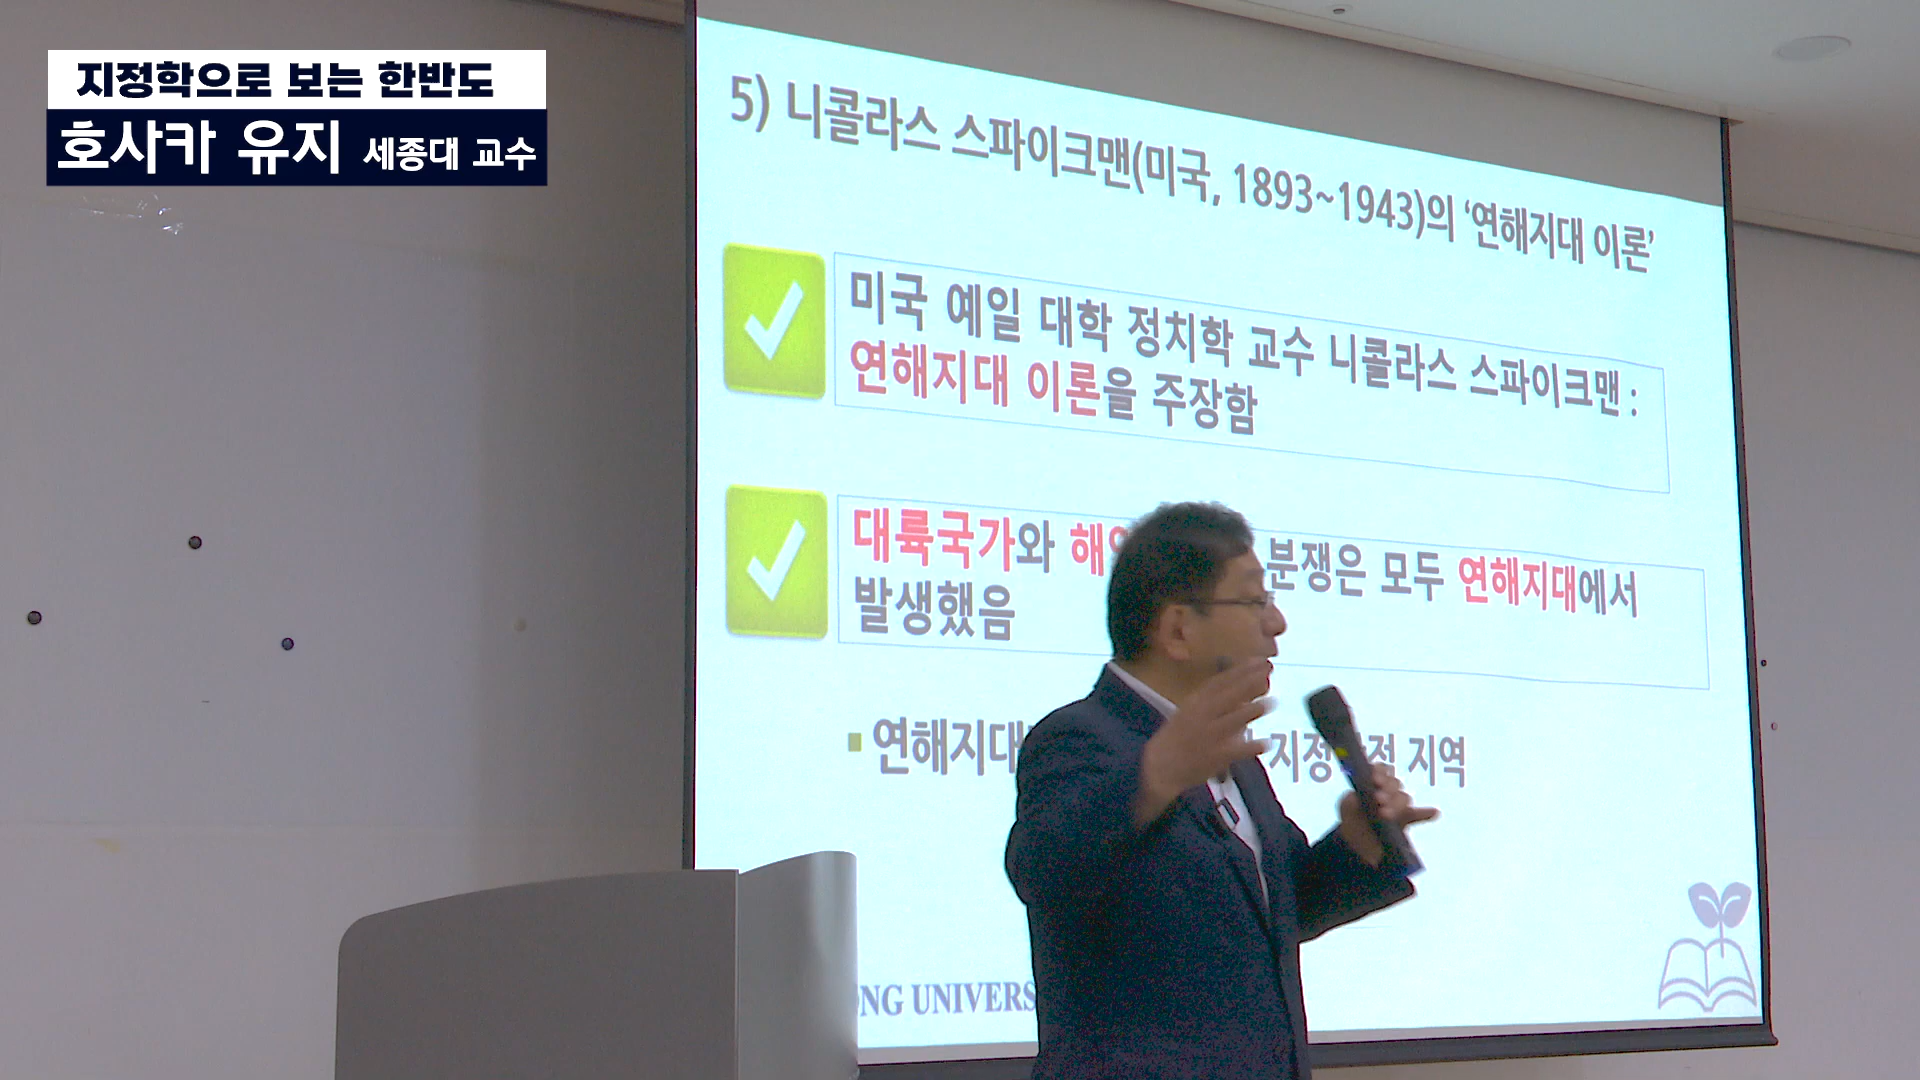 지정학으로 보는 한반도
호사카 유지 세종대 교수
5) 니콜라스 스파이크맨(미국, 1893~1943)의 ‘연해지대 이론’
미국 예일 대학 정치학 교수 니콜라스 스파이크맨 :
연해지대 이론을 주장함
대륙국가와 분쟁은 모두 연해지대에서
발생했음
연해지대 지역
UNIVERS